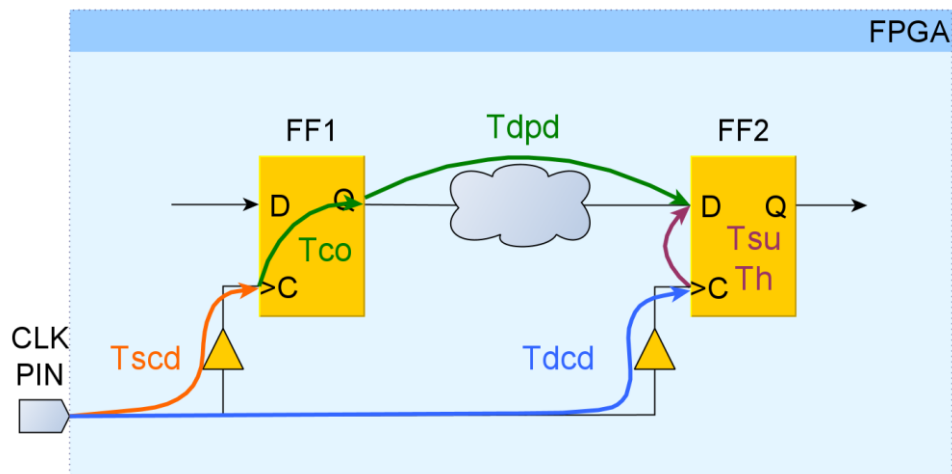 FPGA
FF1
Tdpd
FF2
D
Q
D
Q
Tco
Tsu
Th
>C
>C
CLK
PIN
Tscd
Tdcd